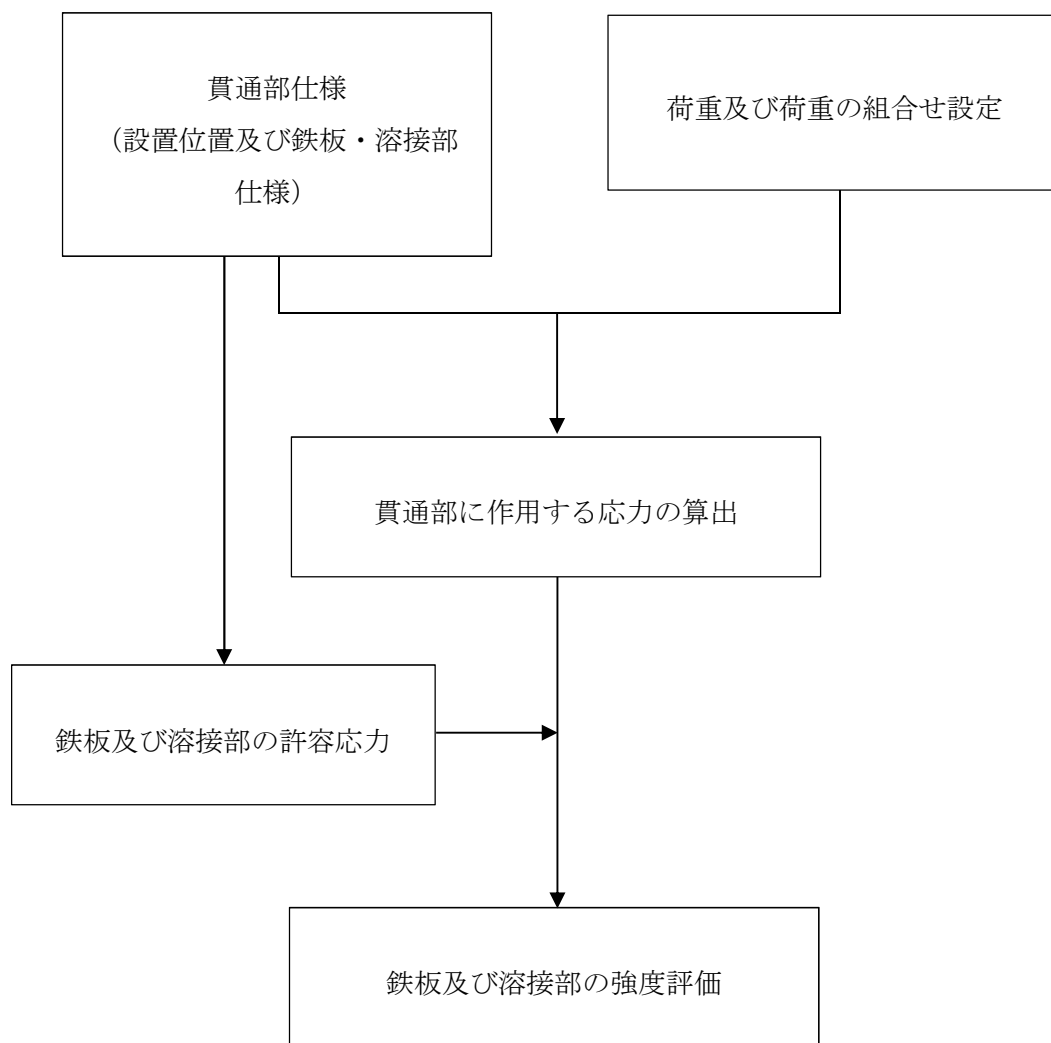 貫通部仕様
（設置位置及び鉄板・溶接部
仕様）
荷重及び荷重の組合せ設定
貫通部に作用する応力の算出
鉄板及び溶接部の許容応力
鉄板及び溶接部の強度評価